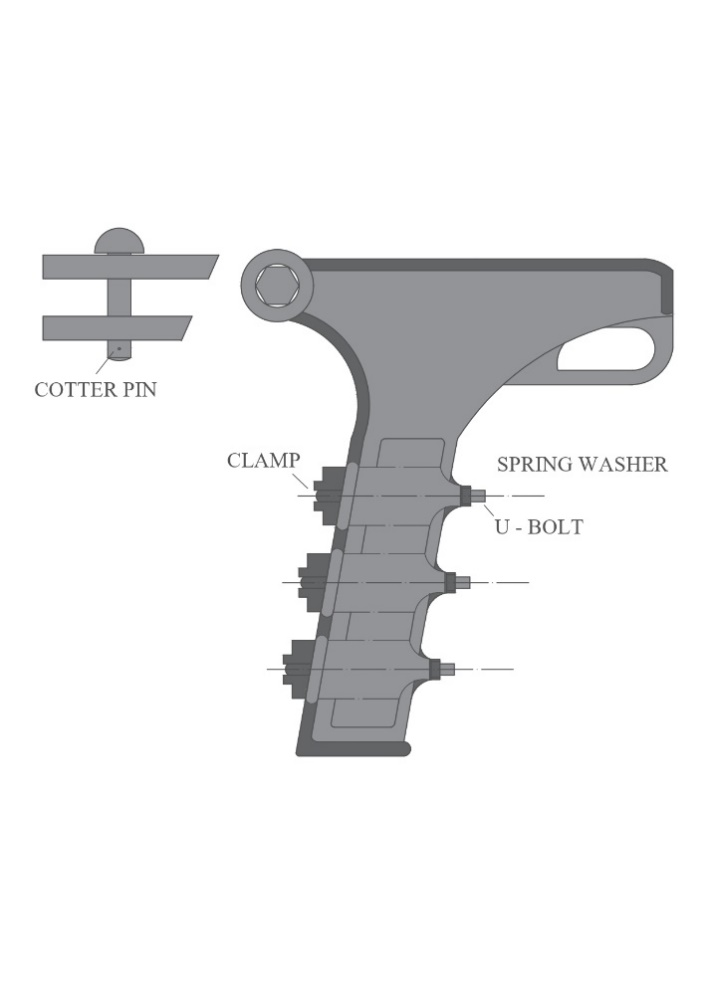 COTTER PIN
CLAMP
SPRING WASHER
U - BOLT